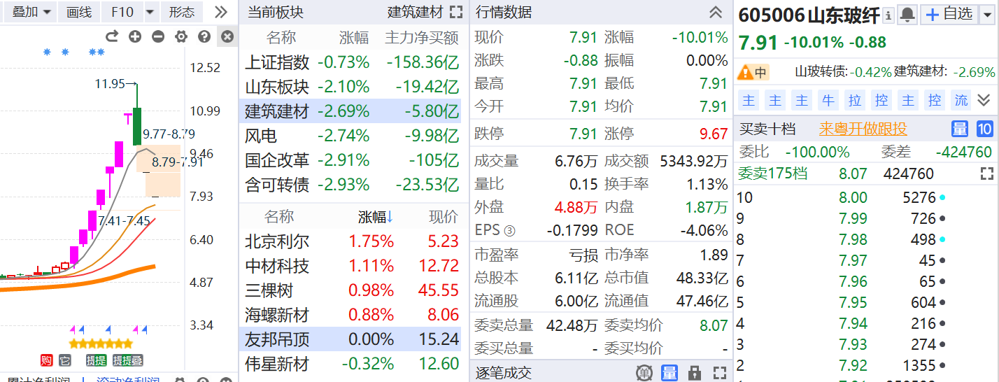 叠加 画线 F10 形态
12.52
11.95→
10.99
9.77-8.79
9.46
8.79-7.91
7.93
7.41-7.45
6.40
4.87
3.34
购 它 提提 提提叠
累计净利润 滚动净利润
当前板块 建筑建材
名称 涨幅 主力净买额
上证指数 -0.73% -158.36亿
山东板块 -2.10% -19.42亿
建筑建材 -2.69% -5.80亿
风电 -2.74% -9.98亿
国企改革 -2.91% -105亿
含可转债 -2.93% -23.53亿
名称 涨幅↓ 现价
北京利尔 1.75% 5.23
中材科技 1.11% 12.72
三棵树 0.98% 45.55
海螺新材 0.88% 8.06
友邦吊顶 0.00% 15.24
伟星新材 -0.32% 12.60
行情数据
现价 7.91 涨幅 -10.01%
涨跌 -0.88 振幅 0.00%
最高 7.91 最低 7.91
今开 7.91 均价 7.91
跌停 7.91 涨停 9.67
成交量 6.76万 成交额 5343.92万
量比 0.15 换手率 1.13%
外盘 4.88万 内盘 1.87万
EPS③ -0.1799 ROE -4.06%
市盈率 亏损 市净率 1.89
总股本 6.11亿 总市值 48.33亿
流通股 6.00亿 流通值 47.46亿
委卖总量 42.48万 委卖均价 8.07
委买总量 - 委买均价 -
逐笔成交 单 量
605006山东玻纤 自选
7.91 -10.01% -0.88
中 山玻转债:-0.42% 建筑建材: -2.69%
主 主 主 牛 拉 控 主 控 流
买卖十档 来粤开做跟投 量 10
委比 -100.00% 委差 -424760
委卖175档 8.07 424760
10 8.00 5276
9 7.99 726
8 7.98 498
7 7.97 45
6 7.96 65
5 7.95 604
4 7.94 216
3 7.93 274
2 7.92 1355